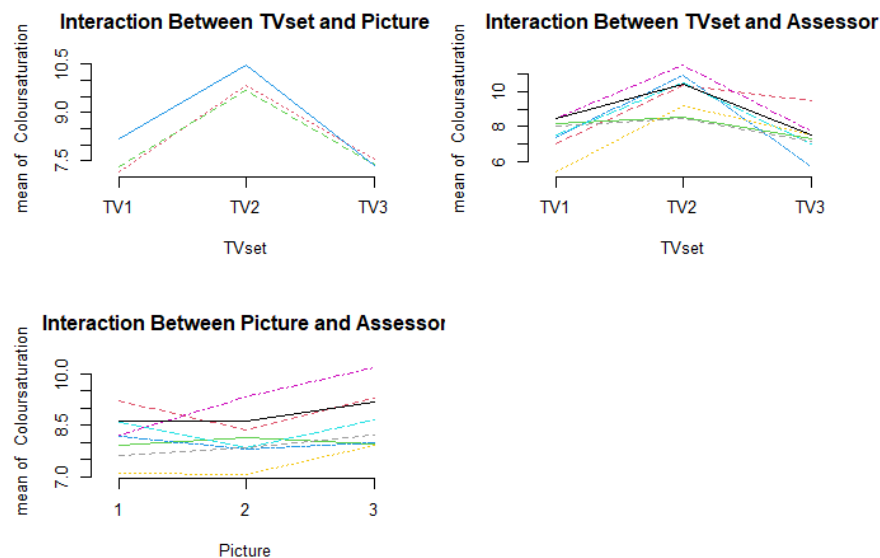 Interaction Between TVset and Picture
mean of  Coloursaturation
10.5
9.0
7.5
TV1 TV2 TV3
TVset
Interaction Between TVset and Assessor
mean of  Coloursaturation
10
8
6
TV1 TV2 TV3
TVset
Interaction Between Picture and Assessor
mean of  Coloursaturation
10.0
8.5
7.0
1 2 3
Picture